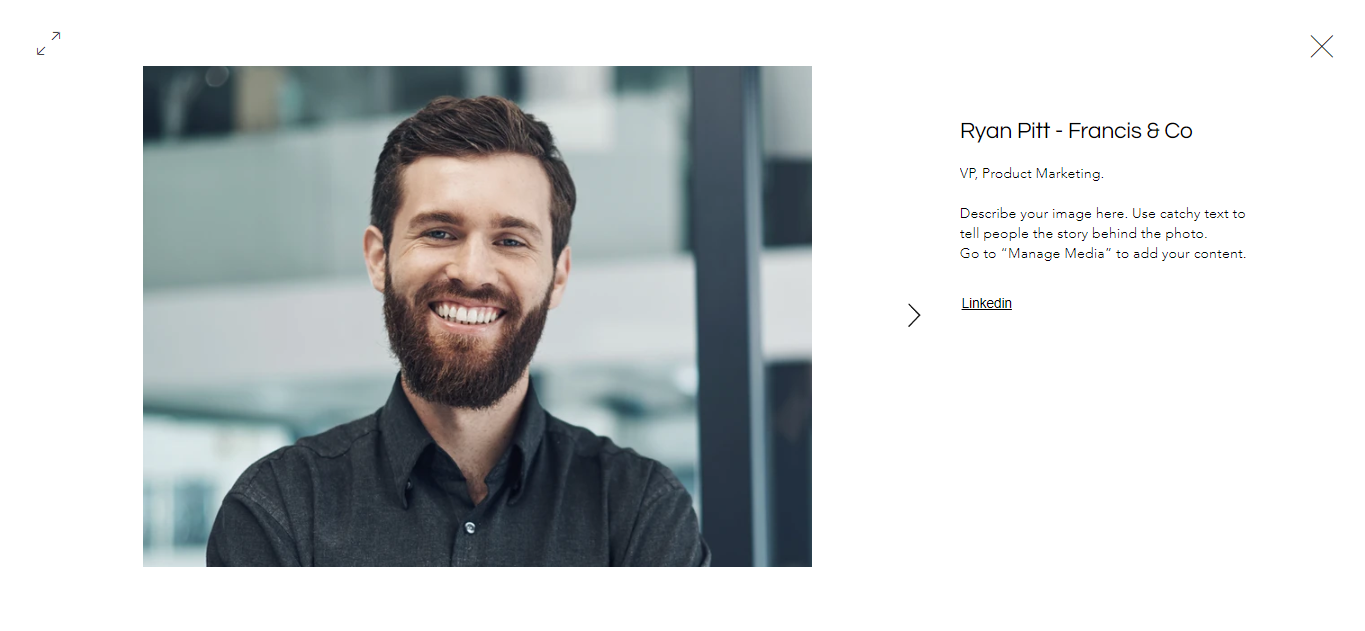 Ryan Pitt - Francis & Co
VP, Product Marketing.
Describe your image here. Use catchy text to
tell people the story behind the photo.
Go to “Manage Media” to add your content.
Linkedin